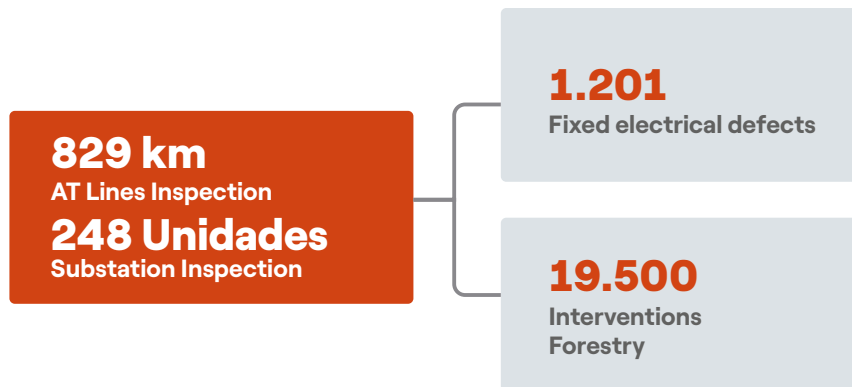 829 km
AT Lines Inspection
248 Unidades
Substation Inspection
1.201
Fixed electrical defects
19.500
Interventions
Forestry